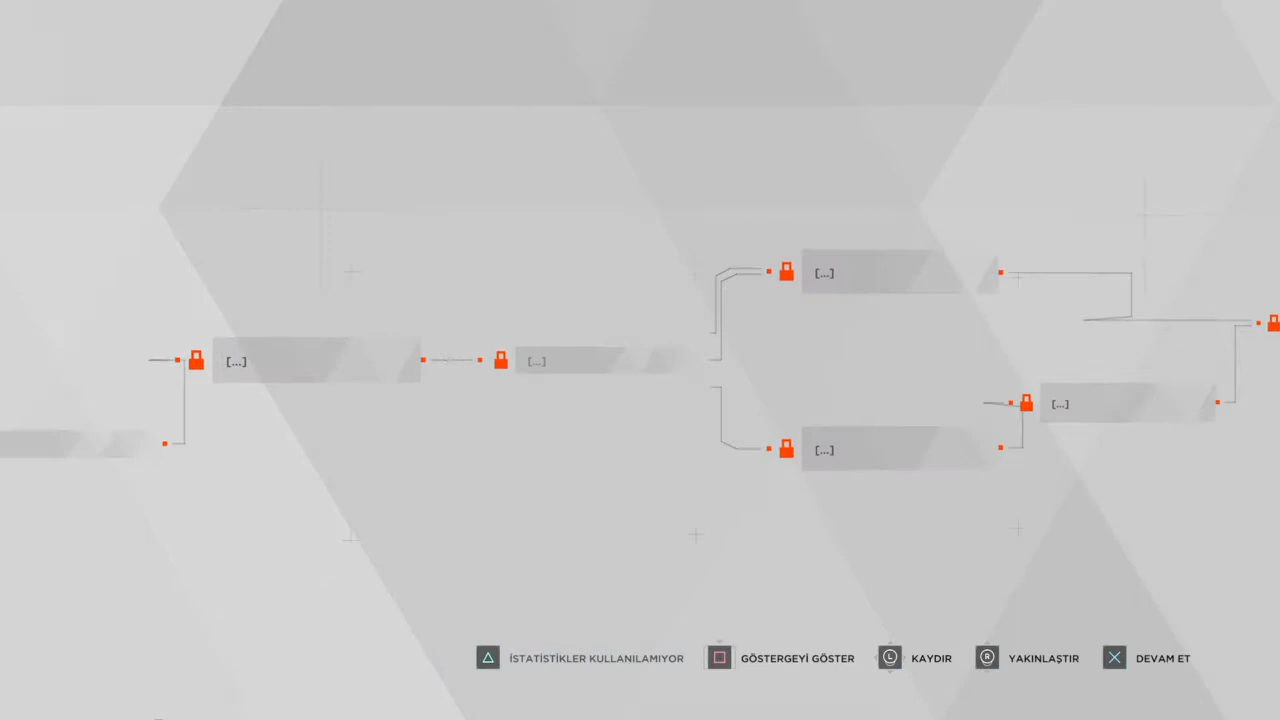 [...]
[...]
[...]
[...]
[...]
İSTATİSTİKLER KULLANILAMIYOR
GÖSTERGEYİ GÖSTER
L KAYDIR
R YAKINLAŞTIR
DEVAM ET